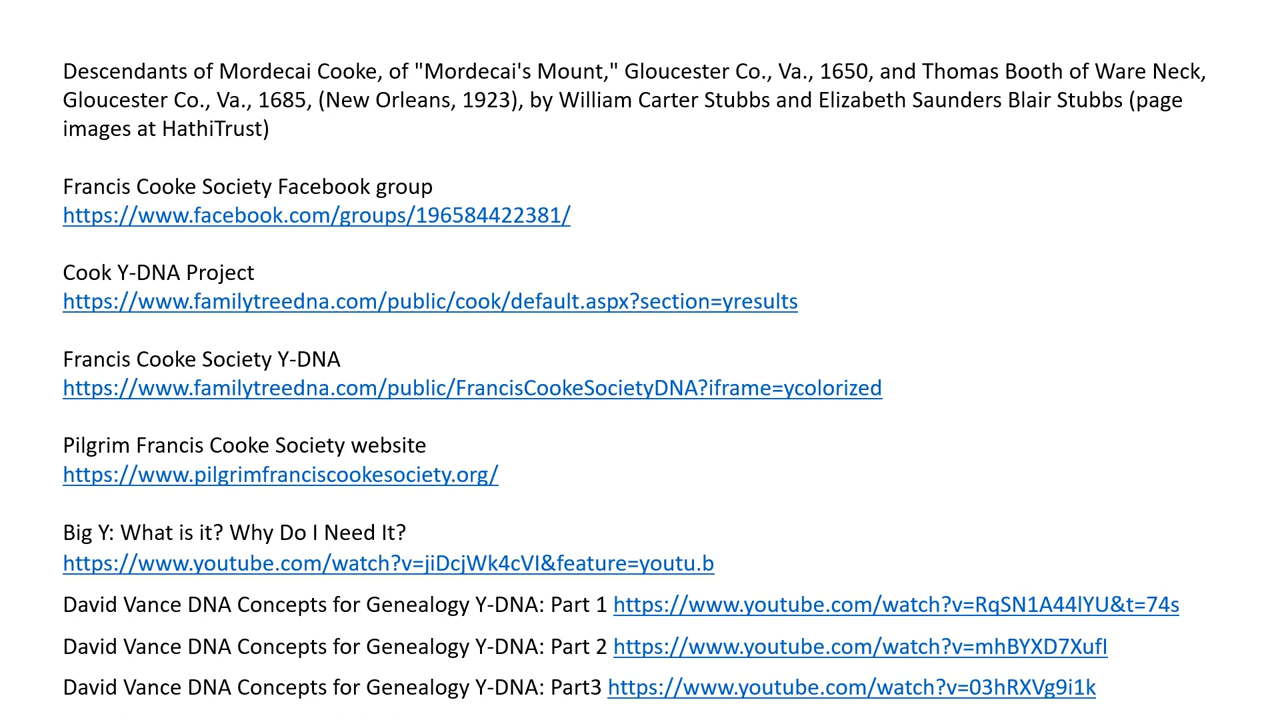 Descendants of Mordecai Cooke, of "Mordecai's Mount," Gloucester Co., Va., 1650, and Thomas Booth of Ware Neck,
Gloucester Co., Va., 1685, (New Orleans, 1923), by William Carter Stubbs and Elizabeth Saunders Blair Stubbs (page
images at HathiTrust)
Francis Cooke Society Facebook group
https://www.facebook.com/groups/196584422381/
Cook Y-DNA Project
https://www.familytreedna.com/public/cook/default.aspx?section=yresults
Francis Cooke Society Y-DNA
https://www.familytreedna.com/public/FrancisCookeSocietyDNA?iframe=ycolorized
Pilgrim Francis Cooke Society website
https://www.pilgrimfranciscookesociety.org/
Big Y: What is it? Why Do I Need It?
https://www.youtube.com/watch?v=jiDcjWk4cVI&feature=youtu.b
David Vance DNA Concepts for Genealogy Y-DNA: Part 1 https://www.youtube.com/watch?v=RqSN1A44lYU&t=74s
David Vance DNA Concepts for Genealogy Y-DNA: Part 2 https://www.youtube.com/watch?v=mhBYXD7XufI
David Vance DNA Concepts for Genealogy Y-DNA: Part3 https://www.youtube.com/watch?v=03hRXVg9i1k